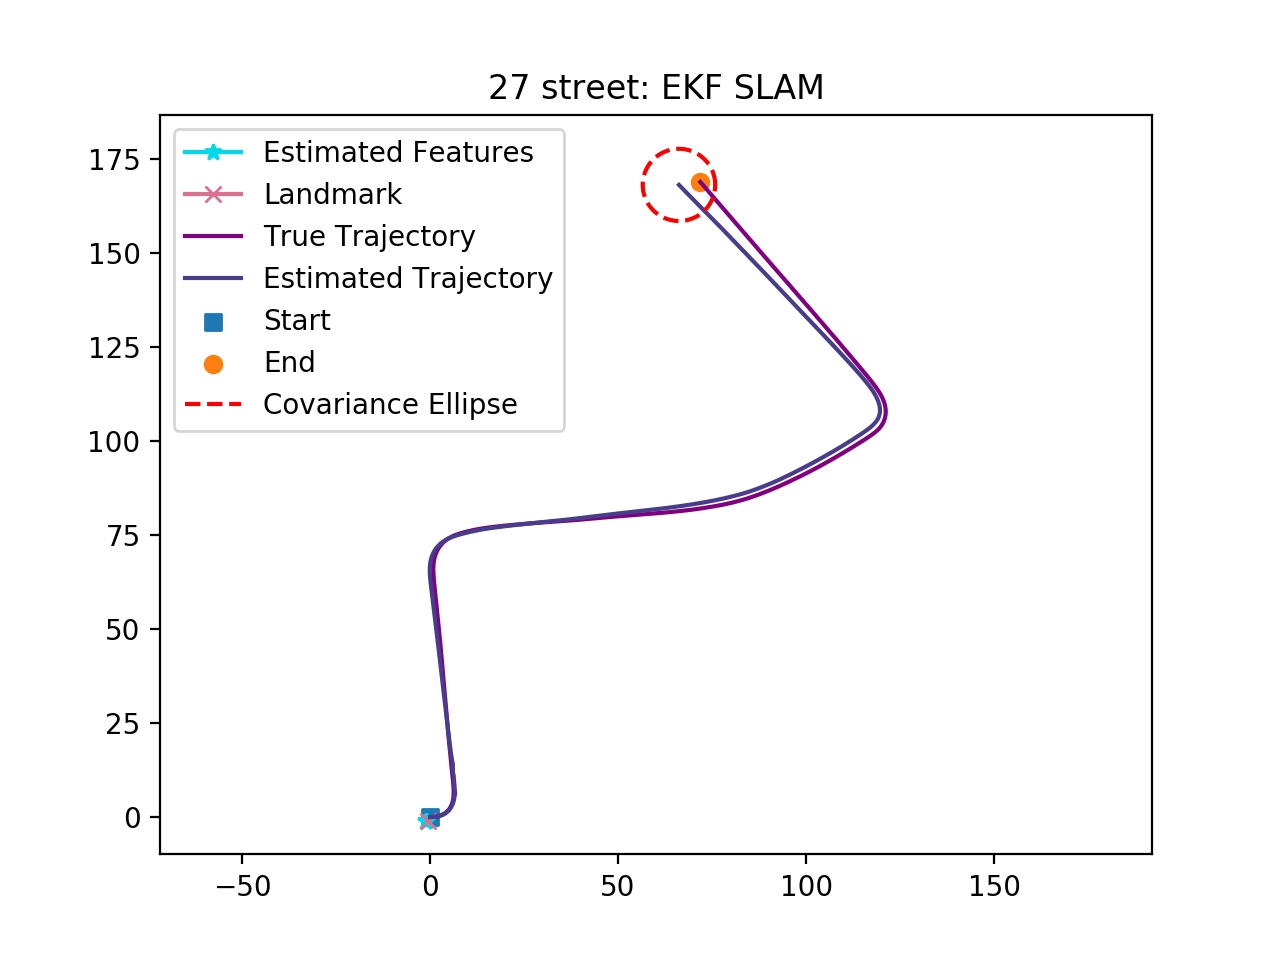 27 street: EKF SLAM
Estimated Features
Landmark
True Trajectory
Estimated Trajectory
Start
End
Covariance Ellipse
175
150
125
100
75
50
25
0
−50 0 50 100 150